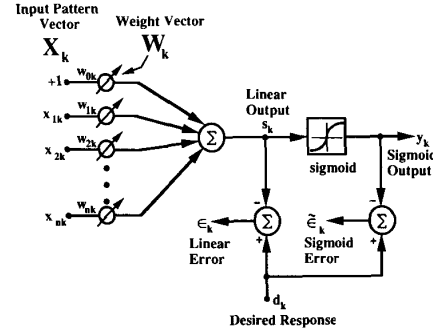 Input Pattern Vector
X k
Weight Vector
W k
+1 w 0k
x 1k w 1k
x 2k w 2k
x nk w nk
Σ
Linear Output
s k
sigmoid
y k
Sigmoid Output
- Σ +
∈ k
Linear Error
- Σ +
∈̃ k
Sigmoid Error
d k
Desired Response